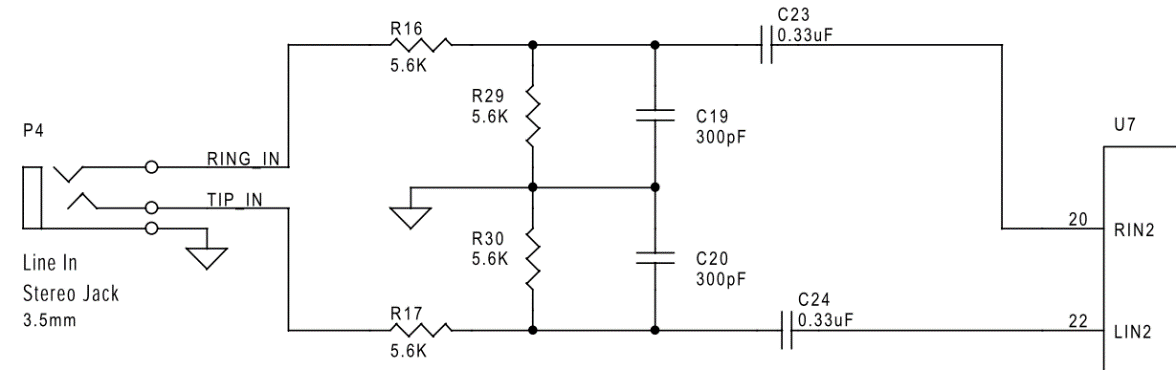 C23
0.33uF
R16
5.6K
R29
5.6K
C19
300pF
P4
U7
RING_IN
TIP_IN
20
RIN2
R30
5.6K
C20
300pF
Line In
Stereo Jack
3.5mm
R17
5.6K
C24
0.33uF
22
LIN2